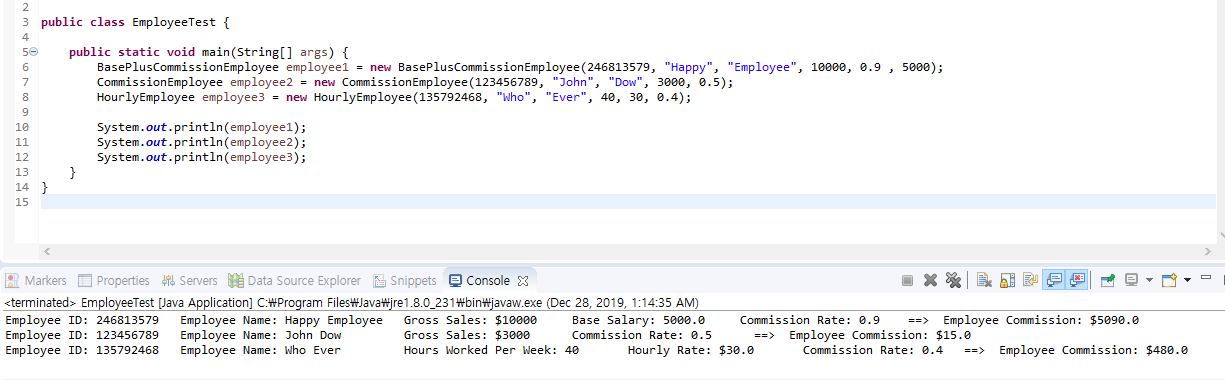 2
3 public class EmployeeTest {
4
5 public static void main(String[] args) {
6 BasePlusCommissionEmployee employee1 = new BasePlusCommissionEmployee(246813579, "Happy", "Employee", 10000, 0.9 , 5000);
7 CommissionEmployee employee2 = new CommissionEmployee(123456789, "John", "Dow", 3000, 0.5);
8 HourlyEmployee employee3 = new HourlyEmployee(135792468, "Who", "Ever", 40, 30, 0.4);
9
10 System.out.println(employee1);
11 System.out.println(employee2);
12 System.out.println(employee3);
13 }
14 }
15
Markers Properties Servers Data Source Explorer Snippets Console
<terminated> EmployeeTest [Java Application] C:₩Program Files₩Java₩jre1.8.0_231₩bin₩javaw.exe (Dec 28, 2019, 1:14:35 AM)
Employee ID: 246813579 Employee Name: Happy Employee Gross Sales: $10000 Base Salary: 5000.0 Commission Rate: 0.9 ==> Employee Commission: $5090.0
Employee ID: 123456789 Employee Name: John Dow Gross Sales: $3000 Commission Rate: 0.5 ==> Employee Commission: $15.0
Employee ID: 135792468 Employee Name: Who Ever Hours Worked Per Week: 40 Hourly Rate: $30.0 Commission Rate: 0.4 ==> Employee Commission: $480.0